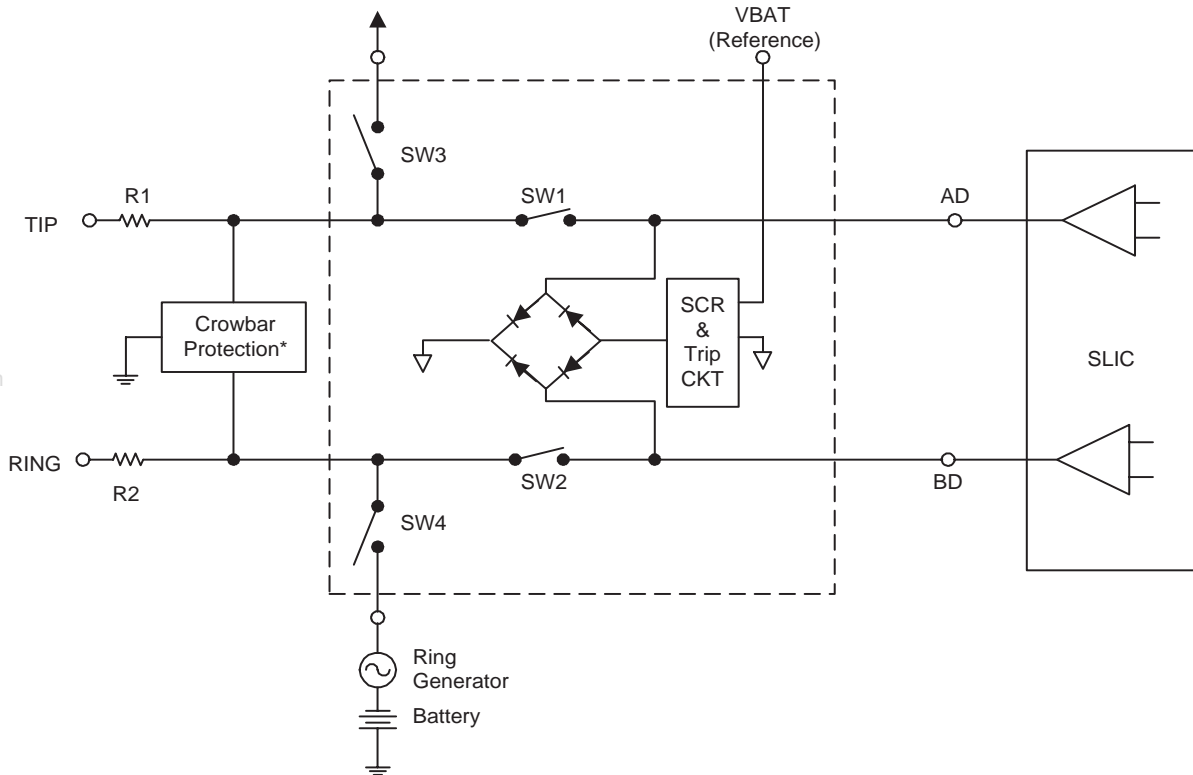 VBAT
(Reference)
SW3
R1
SW1
AD
TIP
Crowbar
Protection*
SCR
&
Trip
CKT
SLIC
RING
R2
SW2
BD
SW4
Ring
Generator
Battery